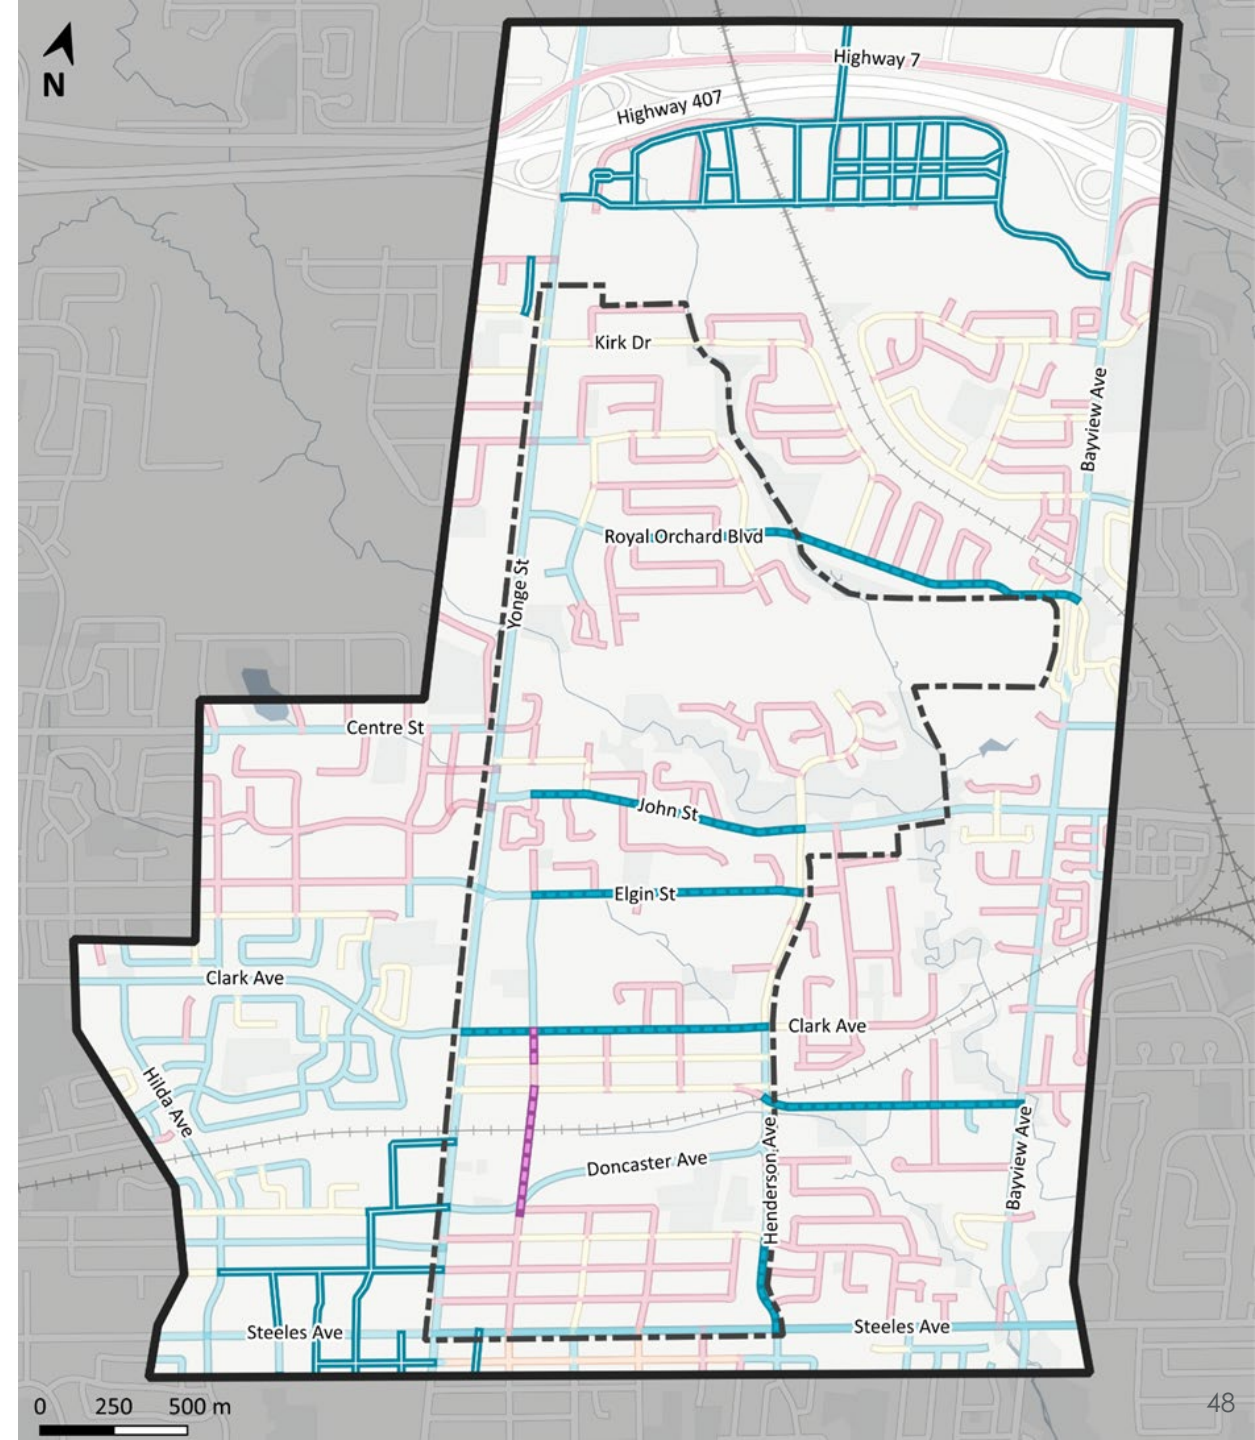 Highway 7
Highway 407
N
Kirk Dr
Bayview Ave
Royal Orchard Blvd
Yonge St
Centre St
John St
Elgin St
Clark Ave
Clark Ave
Hilda Ave
Doncaster Ave
Henderson Ave
Bayview Ave
Steeles Ave
Steeles Ave
0 250 500 m
48